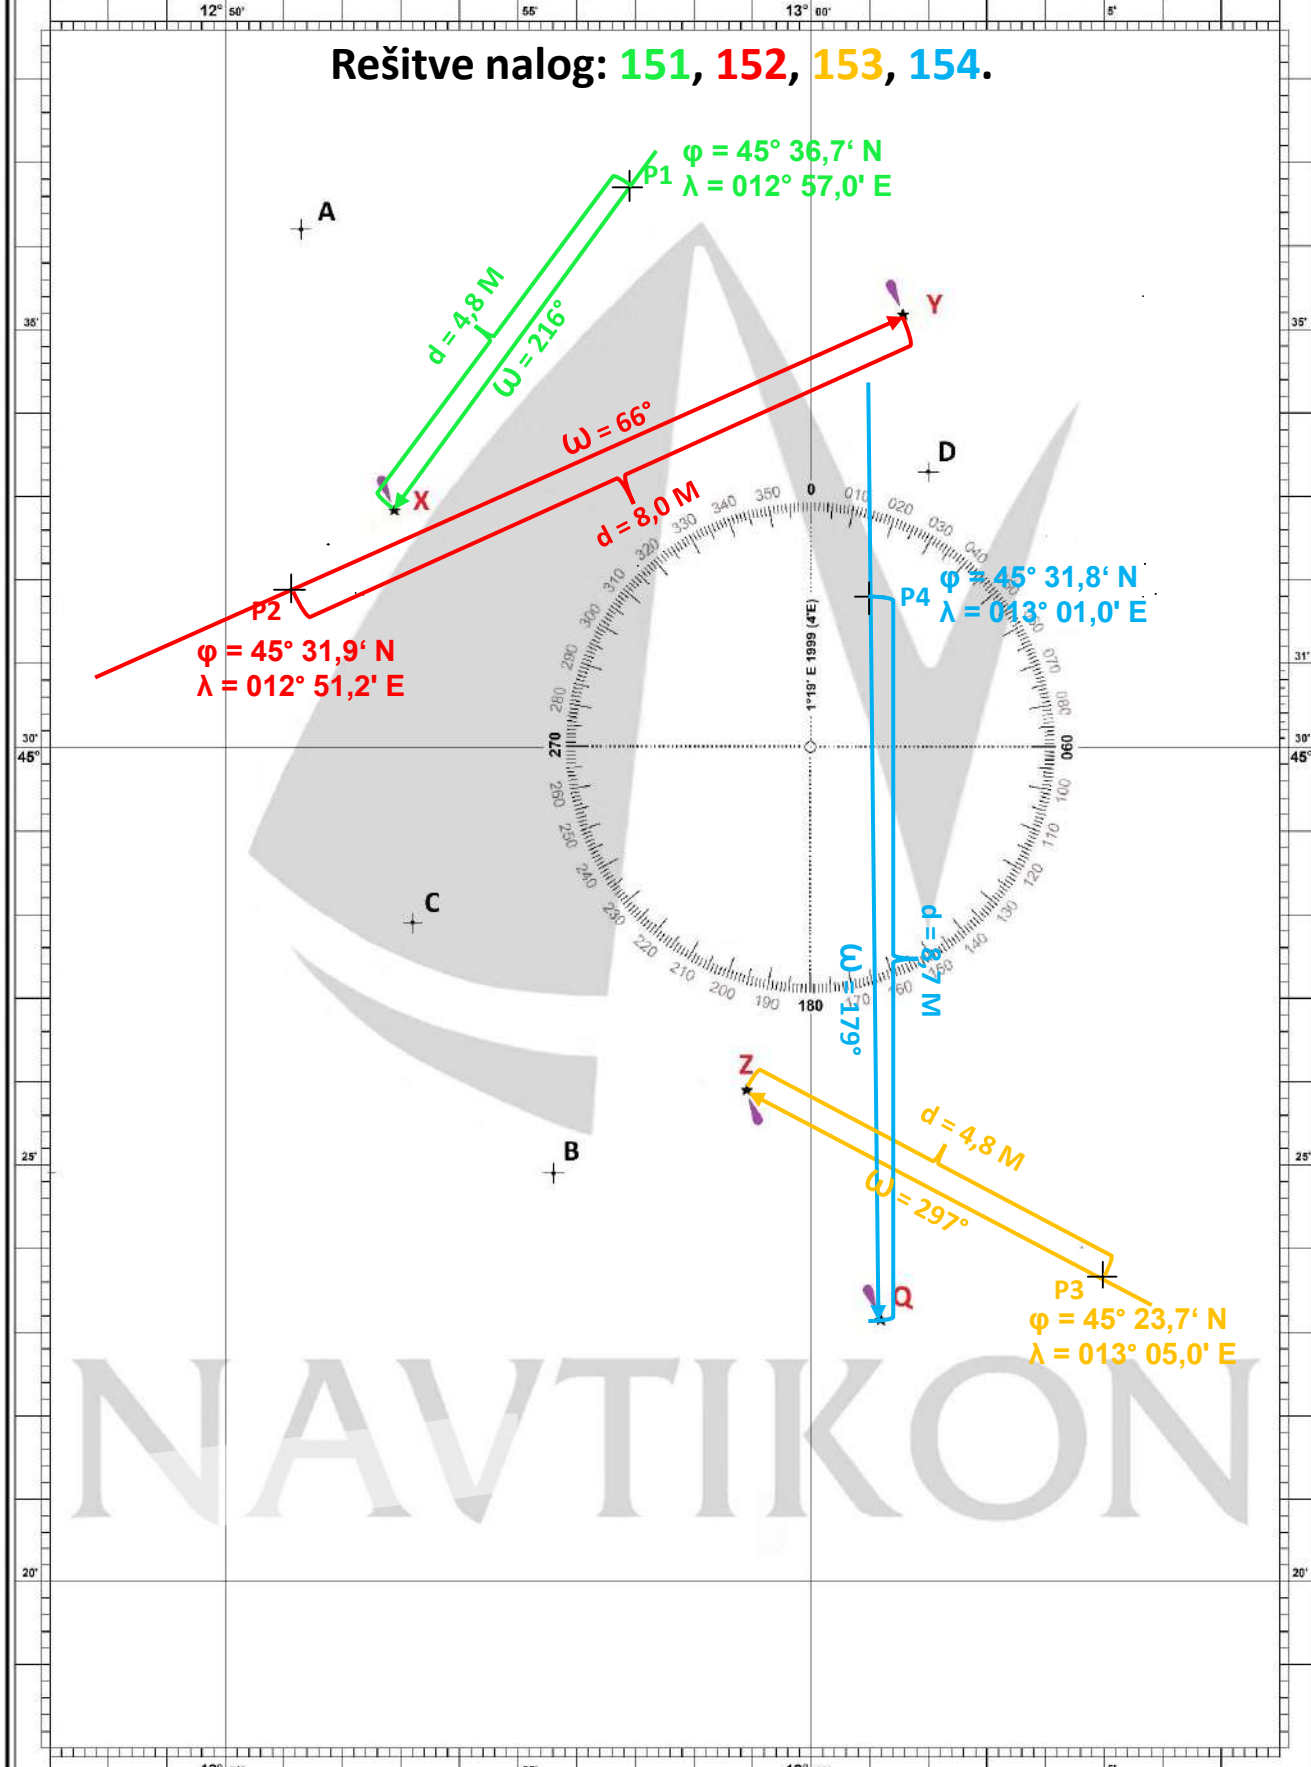 12° 50' 55' 13° 00' 5'
Rešitve nalog: 151, 152, 153, 154.
P1 φ = 45° 36,7‘ N
λ = 012° 57,0' E
A
d = 4,8 M
ω = 216°
Y
35' 35'
ω = 66°
D
X
d = 8,0 M
350 0 010
340 020
330 030
320 040
310
300
290 070
280 080
270 090
260 100
250 110
240 120
230 130
220 140
210 150
200 160
190 180 170
1°19' E 1999 (4'E)
P4 φ = 45° 31,8‘ N
λ = 013° 01,0' E
P2
φ = 45° 31,9‘ N
λ = 012° 51,2' E
31'
30' 30'
45° 45°
C
d = 8,7 M
ω = 179°
Z
B
d = 4,8 M
25' 25'
ω = 297°
P3
Q
φ = 45° 23,7‘ N
λ = 013° 05,0' E
NAVTIKON
20' 20'